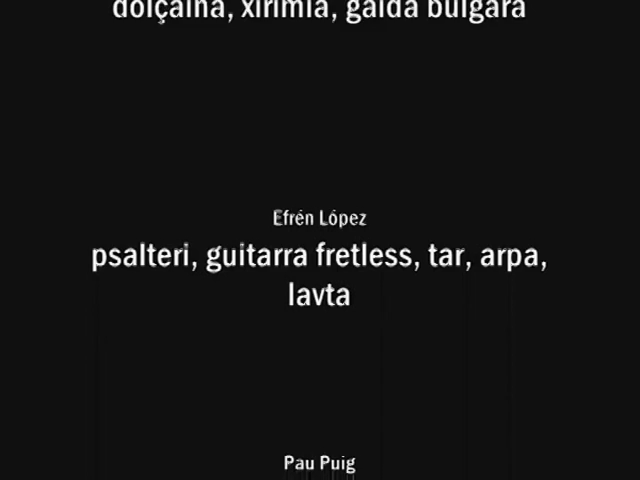 dolçaina, xirimia, gaida búlgara
Efrén López
psalteri, guitarra fretless, tar, arpa,
lavta
Pau Puig